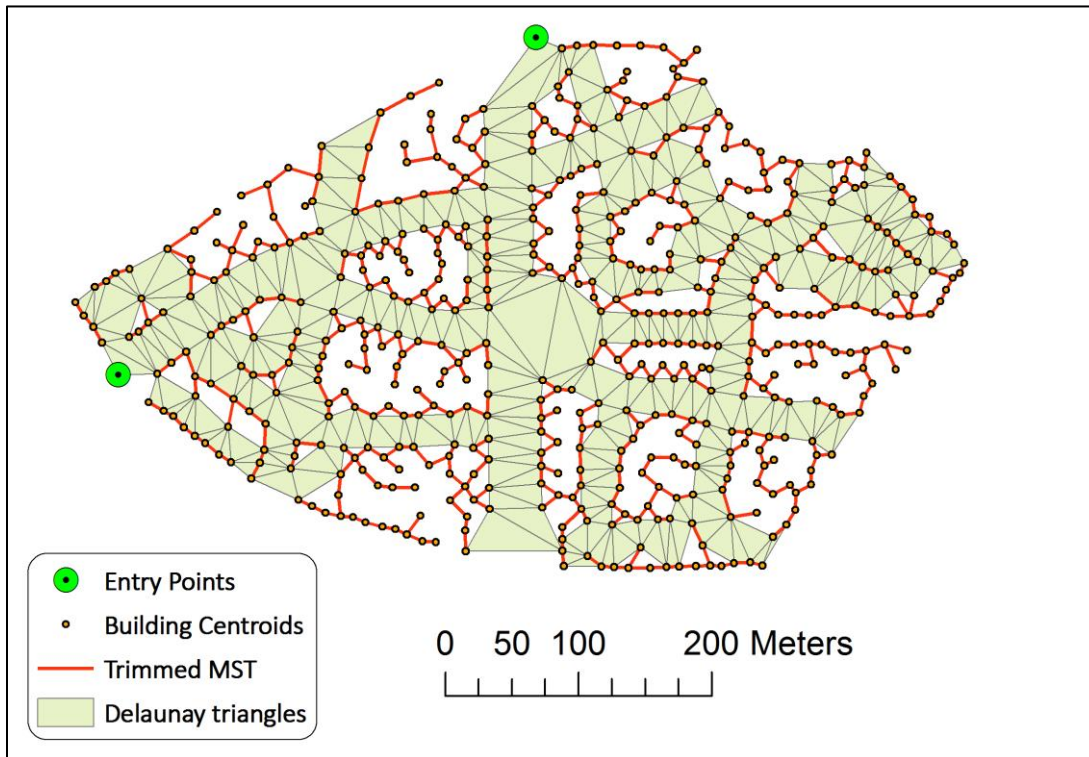 Entry Points
Building Centroids
Trimmed MST
Delaunay triangles
0 50 100 200 Meters